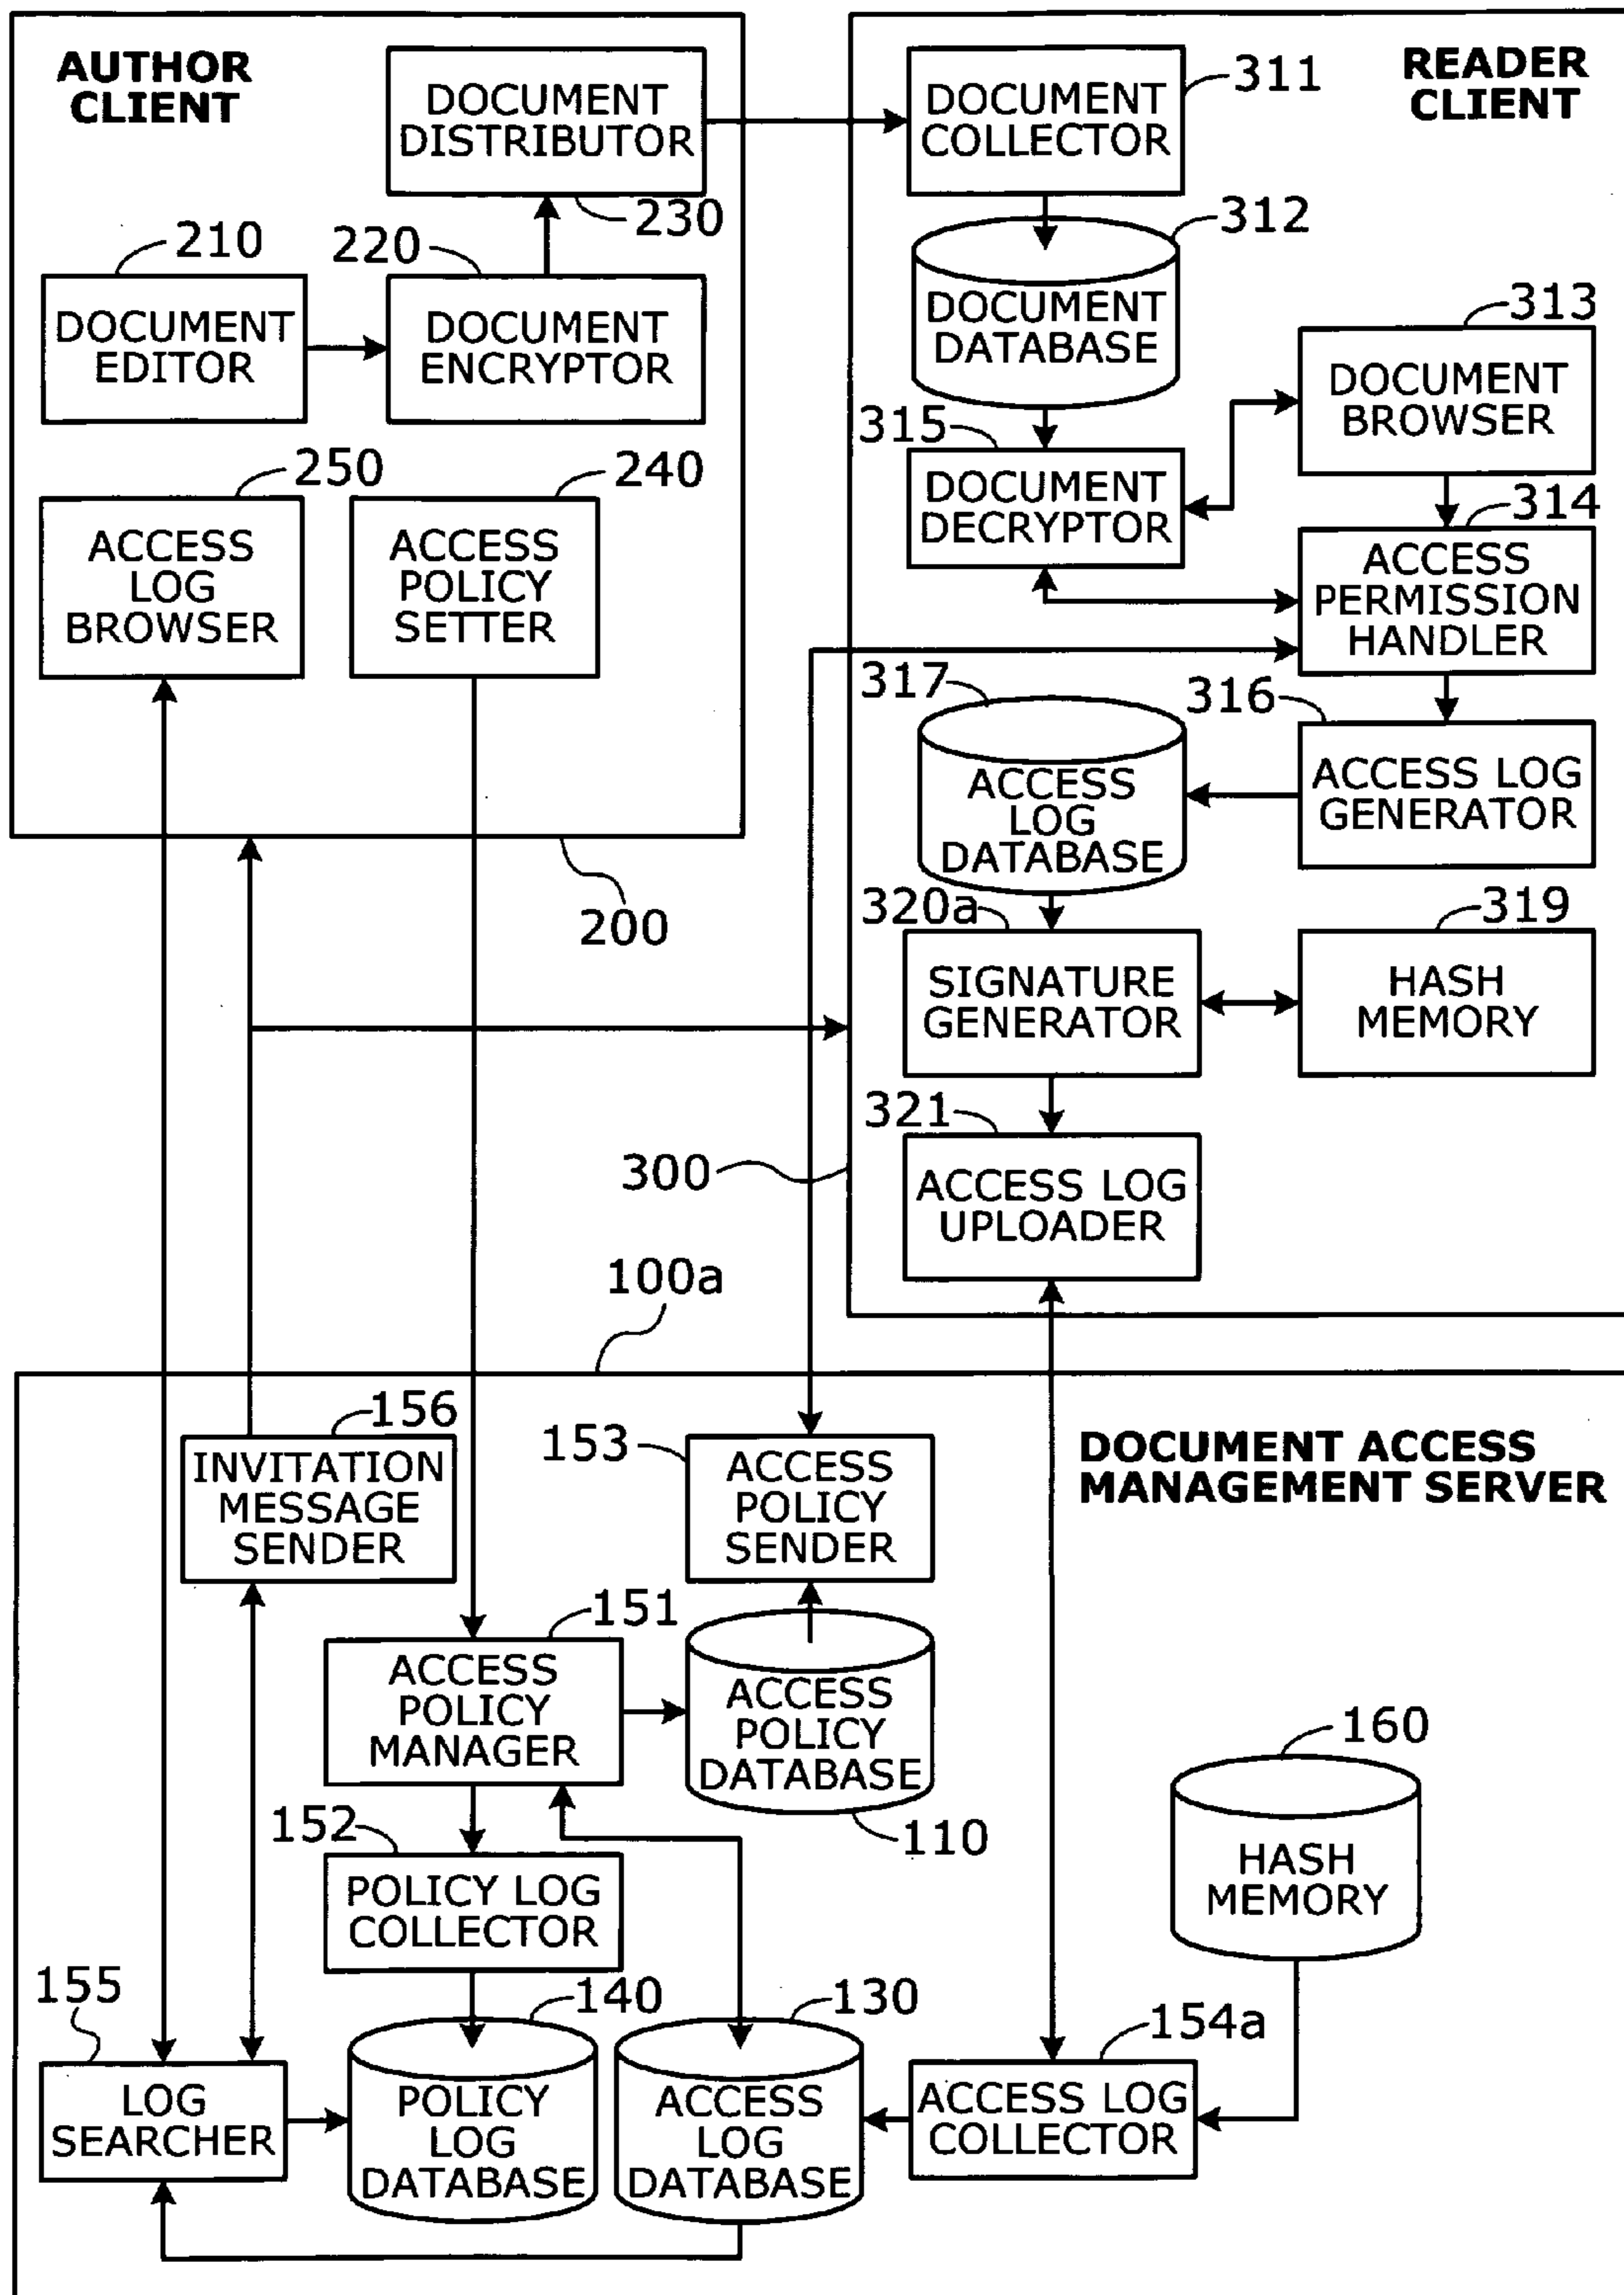 AUTHOR
CLIENT
DOCUMENT
DISTRIBUTOR
230
210
220
DOCUMENT
EDITOR
DOCUMENT
ENCRYPTOR
250
240
ACCESS
LOG
BROWSER
ACCESS
POLICY
SETTER
200
READER
CLIENT
DOCUMENT
COLLECTOR
311
312
DOCUMENT
DATABASE
313
DOCUMENT
BROWSER
315
DOCUMENT
DECRYPTOR
314
ACCESS
PERMISSION
HANDLER
317
316
ACCESS
LOG
DATABASE
ACCESS LOG
GENERATOR
320a
319
SIGNATURE
GENERATOR
HASH
MEMORY
321
300
ACCESS LOG
UPLOADER
100a
DOCUMENT ACCESS
MANAGEMENT SERVER
156
INVITATION
MESSAGE
SENDER
153
ACCESS
POLICY
SENDER
151
ACCESS
POLICY
MANAGER
ACCESS
POLICY
DATABASE
110
160
HASH
MEMORY
152
POLICY LOG
COLLECTOR
155
LOG
SEARCHER
140
POLICY
LOG
DATABASE
130
ACCESS
LOG
DATABASE
154a
ACCESS LOG
COLLECTOR